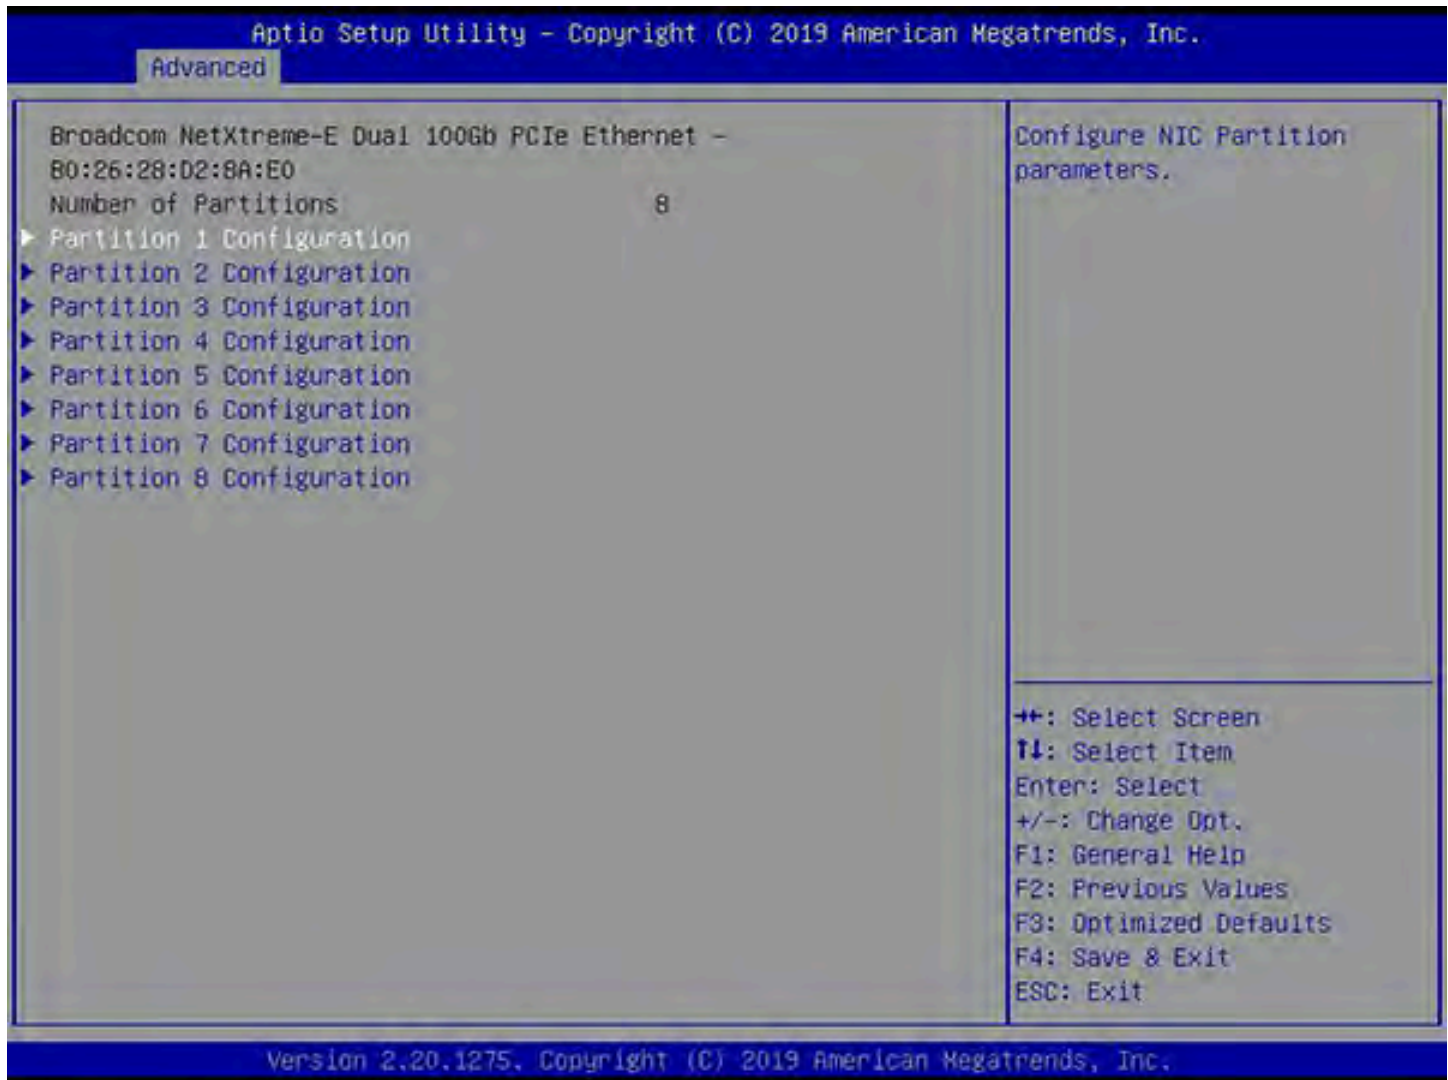 Aptio Setup Utility – Copyright (C) 2019 American Megatrends, Inc.
Advanced
Broadcom NetXtreme-E Dual 100Gb PCIe Ethernet –
B0:26:28:D2:8A:E0
Number of Partitions 8
Partition 1 Configuration
Partition 2 Configuration
Partition 3 Configuration
Partition 4 Configuration
Partition 5 Configuration
Partition 6 Configuration
Partition 7 Configuration
Partition 8 Configuration
Configure NIC Partition
parameters.
→←: Select Screen
↑↓: Select Item
Enter: Select
+/-: Change Opt.
F1: General Help
F2: Previous Values
F3: Optimized Defaults
F4: Save & Exit
ESC: Exit
Version 2.20.1275. Copyright (C) 2019 American Megatrends, Inc.